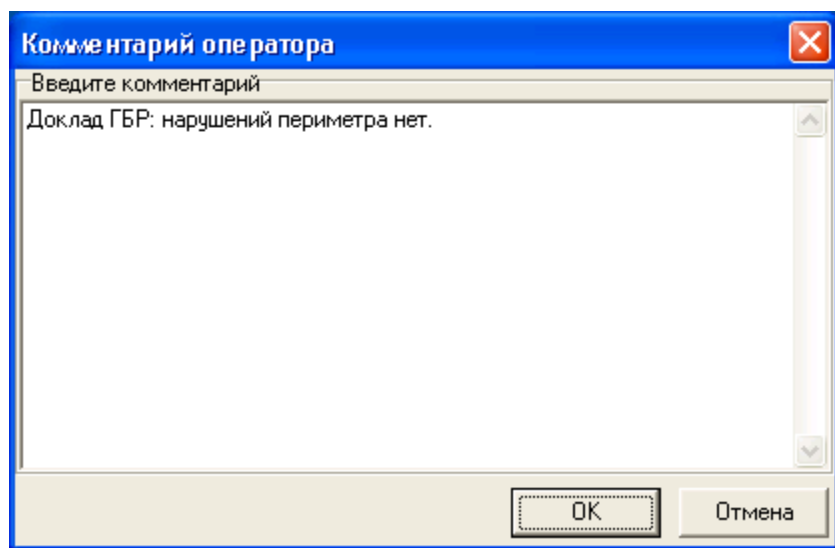 Комментарий оператора
Введите комментарий
Доклад ГБР: нарушений периметра нет.
OK
Отмена